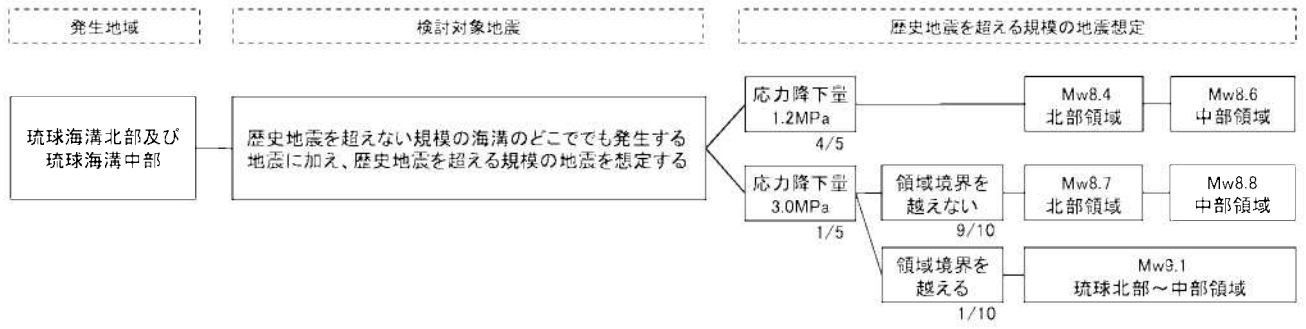 発生地域
検討対象地震
歴史地震を超える規模の地震想定
琉球海溝北部及び
琉球海溝中部
歴史地震を超えない規模の海溝のどこででも発生する
地震に加え、歴史地震を超える規模の地震を想定する
応力降下量
1.2MPa
4/5
Mw8.4
北部領域
Mw8.6
中部領域
応力降下量
3.0MPa
1/5
領域境界を
越えない
9/10
Mw8.7
北部領域
Mw8.8
中部領域
領域境界を
越える
1/10
Mw9.1
琉球北部～中部領域